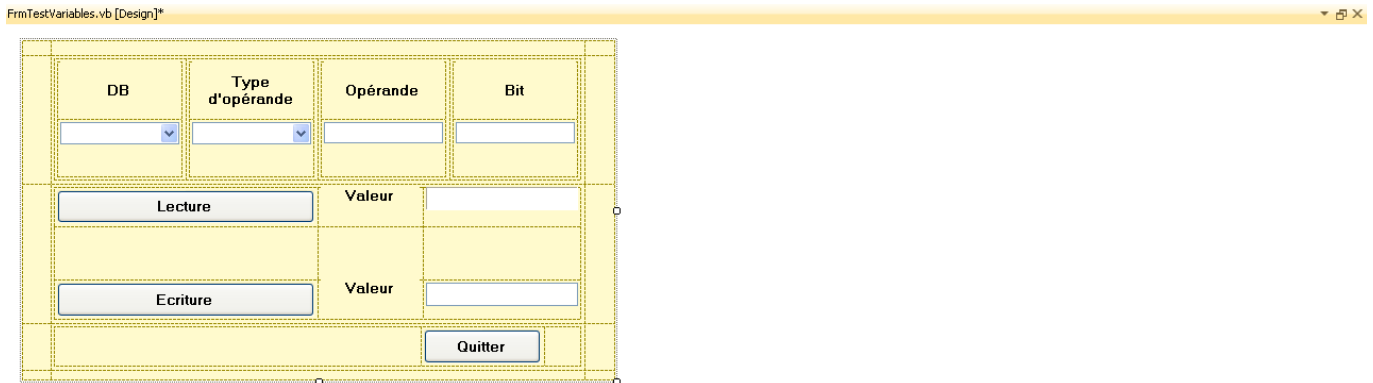 FrmTestVariables.vb [Design]*
DB
Type
d'opérande
Opérande
Bit
Lecture
Valeur
Ecriture
Valeur
Quitter